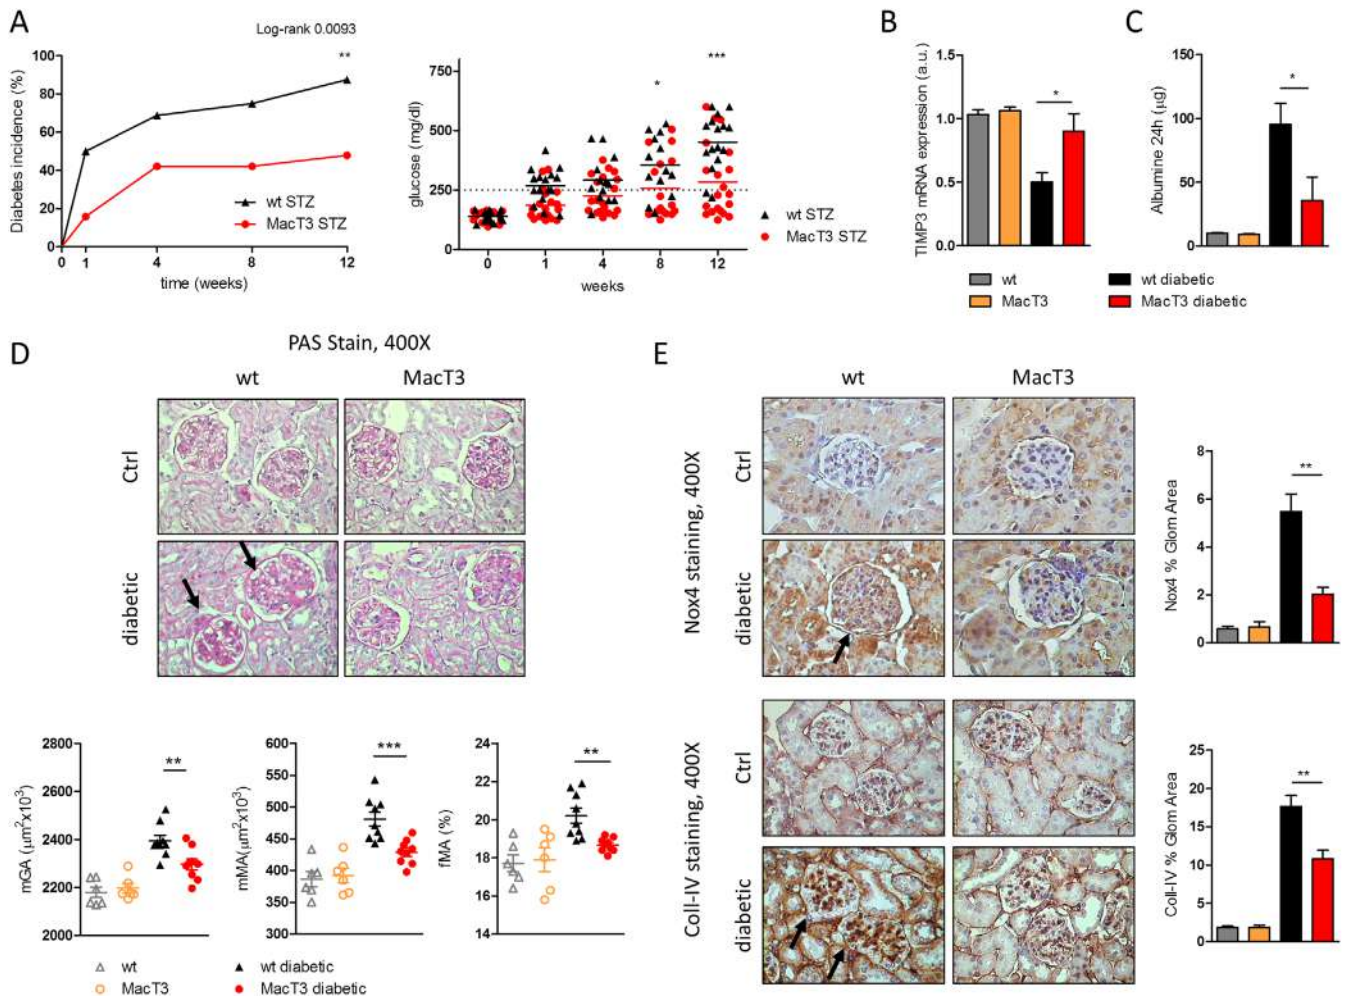 A
Log-rank 0.0093
Diabetes incidence (%)
100
80
60
40
20
0
**
wt STZ
MacT3 STZ
0 1 4 8 12
time (weeks)
glucose (mg/dl)
750
500
250
0
*
***
wt STZ
MacT3 STZ
0 1 4 8 12
weeks
B
TIMP3 mRNA expression (a.u.)
1.5
1.0
0.5
0.0
*
C
Albumine 24h (µg)
150
100
50
0
*
wt
MacT3
wt diabetic
MacT3 diabetic
D
PAS Stain, 400X
wt MacT3
Ctrl
diabetic
mGA (µm²x10³)
2800
2600
2400
2200
2000
**
mMA(µm²x10³)
600
550
500
450
400
350
300
***
fMA (%)
24
22
20
18
16
14
**
wt
MacT3
wt diabetic
MacT3 diabetic
E
wt MacT3
Nox4 staining, 400X
Ctrl
diabetic
Nox4 % Glom Area
8
6
4
2
0
**
Coll-IV staining, 400X
Ctrl
diabetic
Coll-IV % Glom Area
25
20
15
10
5
0
**